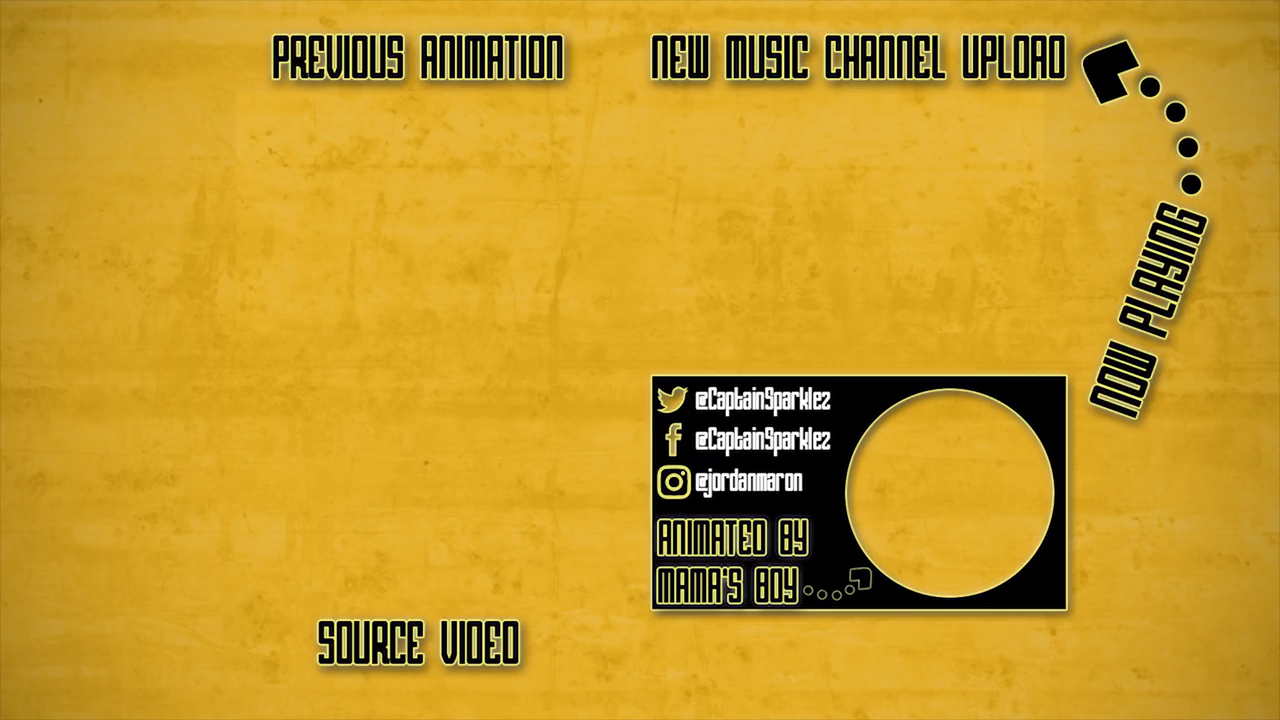 PREVIOUS ANIMATION
NEW MUSIC CHANNEL UPLOAD
NOW PLAYING
@CaptainSparklez
@CaptainSparklez
@jordanmaron
ANIMATED BY
MAMA'S BOY
SOURCE VIDEO